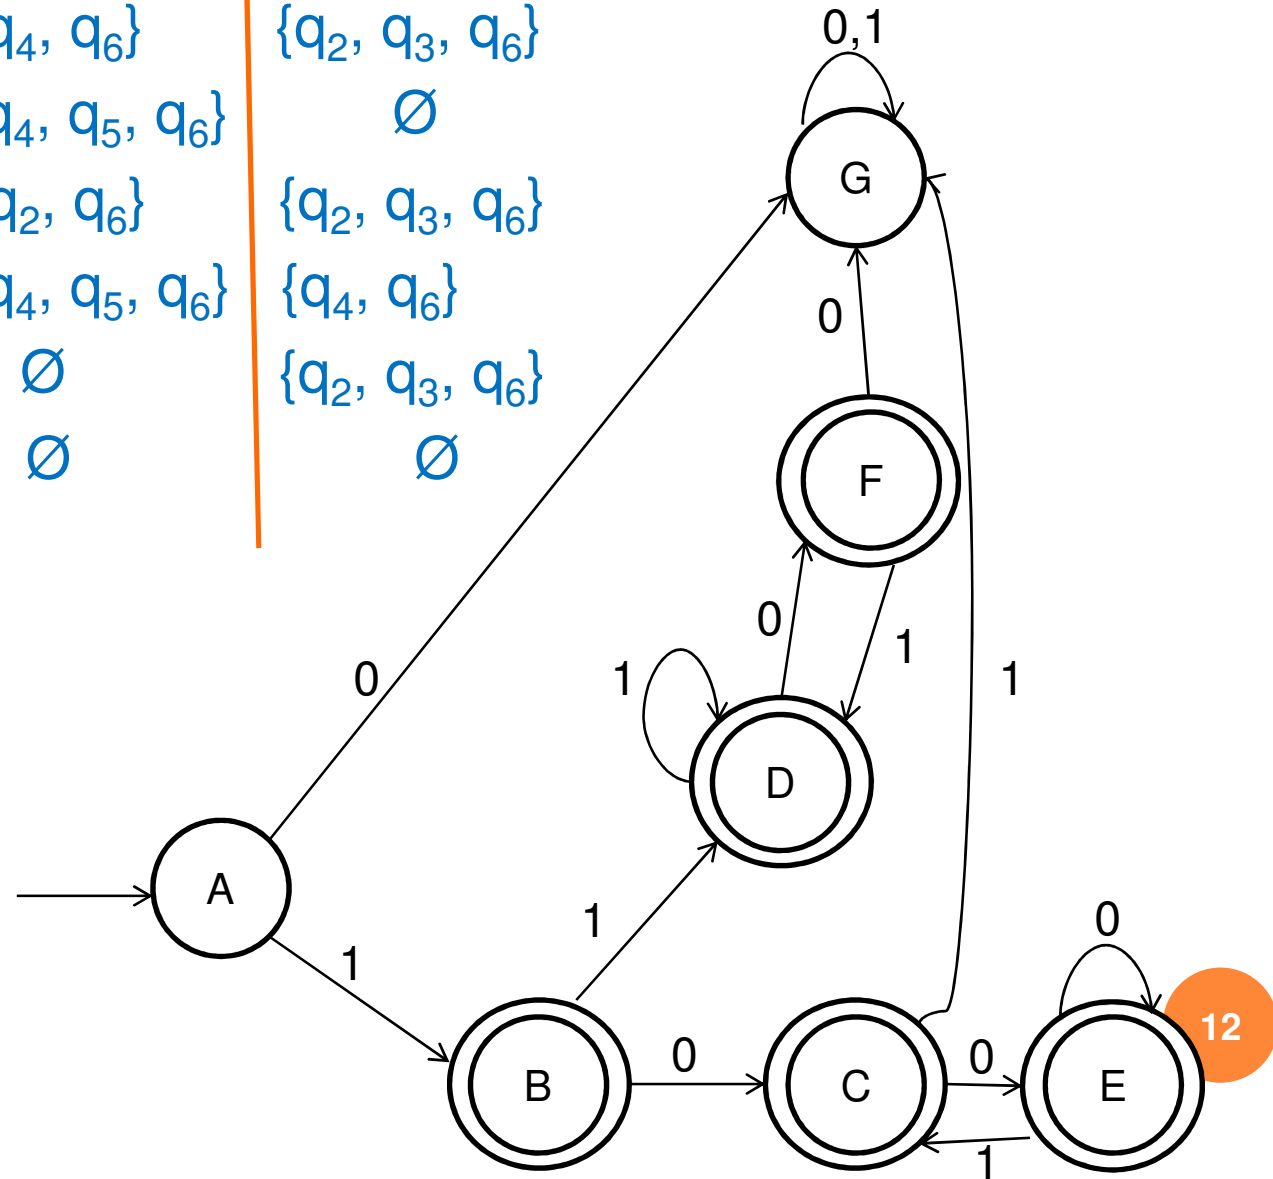 q₄, q₆} {q₂, q₃, q₆}
q₄, q₅, q₆} Ø
q₂, q₆} {q₂, q₃, q₆}
q₄, q₅, q₆} {q₄, q₆}
Ø {q₂, q₃, q₆}
Ø Ø
0,1
G
0
F
0
1
1
0
1
D
A
1
1
0
12
B
0
C
0
E
1